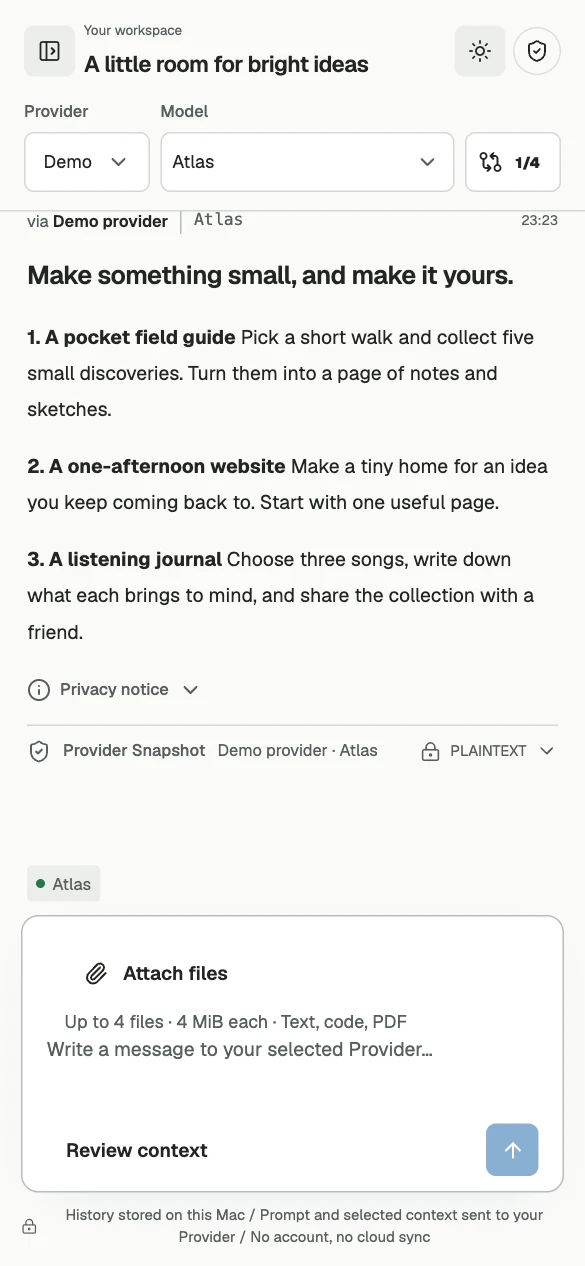 Your workspace
A little room for bright ideas
Provider
Model
Demo
Atlas
1/4
via Demo provider
Atlas
23:23
Make something small, and make it yours.
1. A pocket field guide Pick a short walk and collect five
small discoveries. Turn them into a page of notes and
sketches.
2. A one-afternoon website Make a tiny home for an idea
you keep coming back to. Start with one useful page.
3. A listening journal Choose three songs, write down
what each brings to mind, and share the collection with a
friend.
Privacy notice
Provider Snapshot Demo provider · Atlas PLAINTEXT
Atlas
Attach files
Up to 4 files · 4 MiB each · Text, code, PDF
Write a message to your selected Provider…
Review context
History stored on this Mac / Prompt and selected context sent to your
Provider / No account, no cloud sync